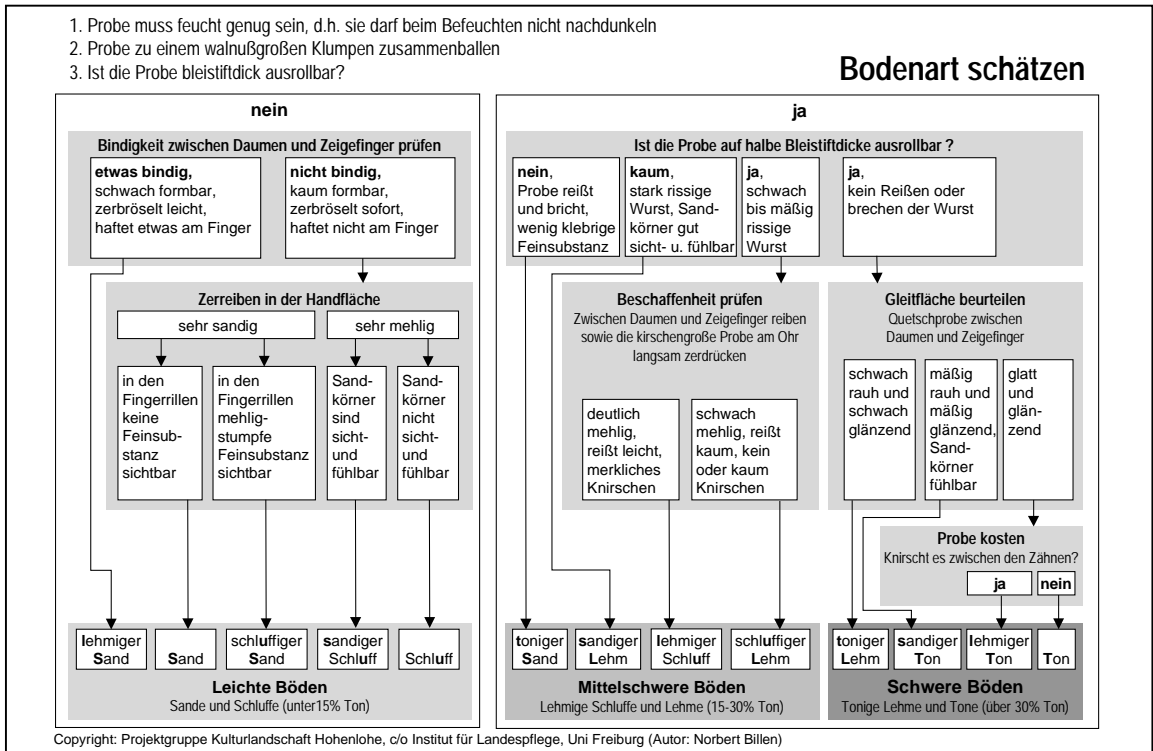 1. Probe muss feucht genug sein, d.h. sie darf beim Befeuchten nicht nachdunkeln
2. Probe zu einem walnußgroßen Klumpen zusammenballen
3. Ist die Probe bleistiftdick ausrollbar?
Bodenart schätzen
nein
Bindigkeit zwischen Daumen und Zeigefinger prüfen
etwas bindig,
schwach formbar,
zerbröselt leicht,
haftet etwas am Finger
nicht bindig,
kaum formbar,
zerbröselt sofort,
haftet nicht am Finger
Zerreiben in der Handfläche
sehr sandig
sehr mehlig
in den
Fingerrillen
keine
Feinsub-
stanz
sichtbar
in den
Fingerrillen
mehlig-
stumpfe
Feinsubstanz
sichtbar
Sand-
körner
sind
sicht-
und
fühlbar
Sand-
körner
nicht
sicht-
und
fühlbar
lehmiger
Sand
Sand
schluffiger
Sand
sandiger
Schluff
Schluff
Leichte Böden
Sande und Schluffe (unter15% Ton)
ja
Ist die Probe auf halbe Bleistiftdicke ausrollbar ?
nein,
Probe reißt
und bricht,
wenig klebrige
Feinsubstanz
kaum,
stark rissige
Wurst, Sand-
körner gut
sicht- u. fühlbar
ja,
schwach
bis mäßig
rissige
Wurst
ja,
kein Reißen oder
brechen der Wurst
Beschaffenheit prüfen
Zwischen Daumen und Zeigefinger reiben
sowie die kirschengroße Probe am Ohr
langsam zerdrücken
deutlich
mehlig,
reißt leicht,
merkliches
Knirschen
schwach
mehlig, reißt
kaum, kein
oder kaum
Knirschen
Gleitfläche beurteilen
Quetschprobe zwischen
Daumen und Zeigefinger
schwach
rauh und
schwach
glänzend
mäßig
rauh und
mäßig
glänzend,
Sand-
körner
fühlbar
glatt
und
glän-
zend
Probe kosten
Knirscht es zwischen den Zähnen?
ja
nein
toniger
Sand
sandiger
Lehm
lehmiger
Schluff
schluffiger
Lehm
Mittelschwere Böden
Lehmige Schluffe und Lehme (15-30% Ton)
toniger
Lehm
sandiger
Ton
lehmiger
Ton
Ton
Schwere Böden
Tonige Lehme und Tone (über 30% Ton)
Copyright: Projektgruppe Kulturlandschaft Hohenlohe, c/o Institut für Landespflege, Uni Freiburg (Autor: Norbert Billen)